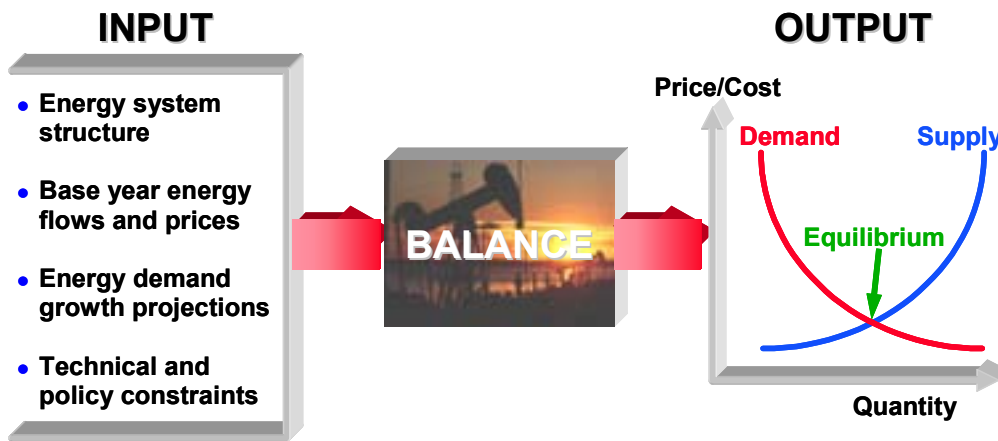 INPUT
• Energy system
structure
• Base year energy
flows and prices
• Energy demand
growth projections
• Technical and
policy constraints
BALANCE
OUTPUT
Price/Cost
Demand
Supply
Equilibrium
Quantity